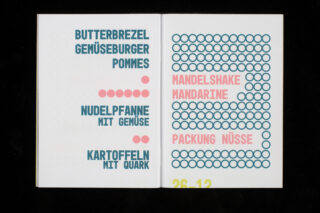 BUTTERBREZEL
GEMÜSEBURGER
POMMES
NUDELPFANNE
MIT GEMÜSE
KARTOFFELN
MIT QUARK
MANDELSHAKE
MANDARINE
PACKUNG NÜSSE
26–12